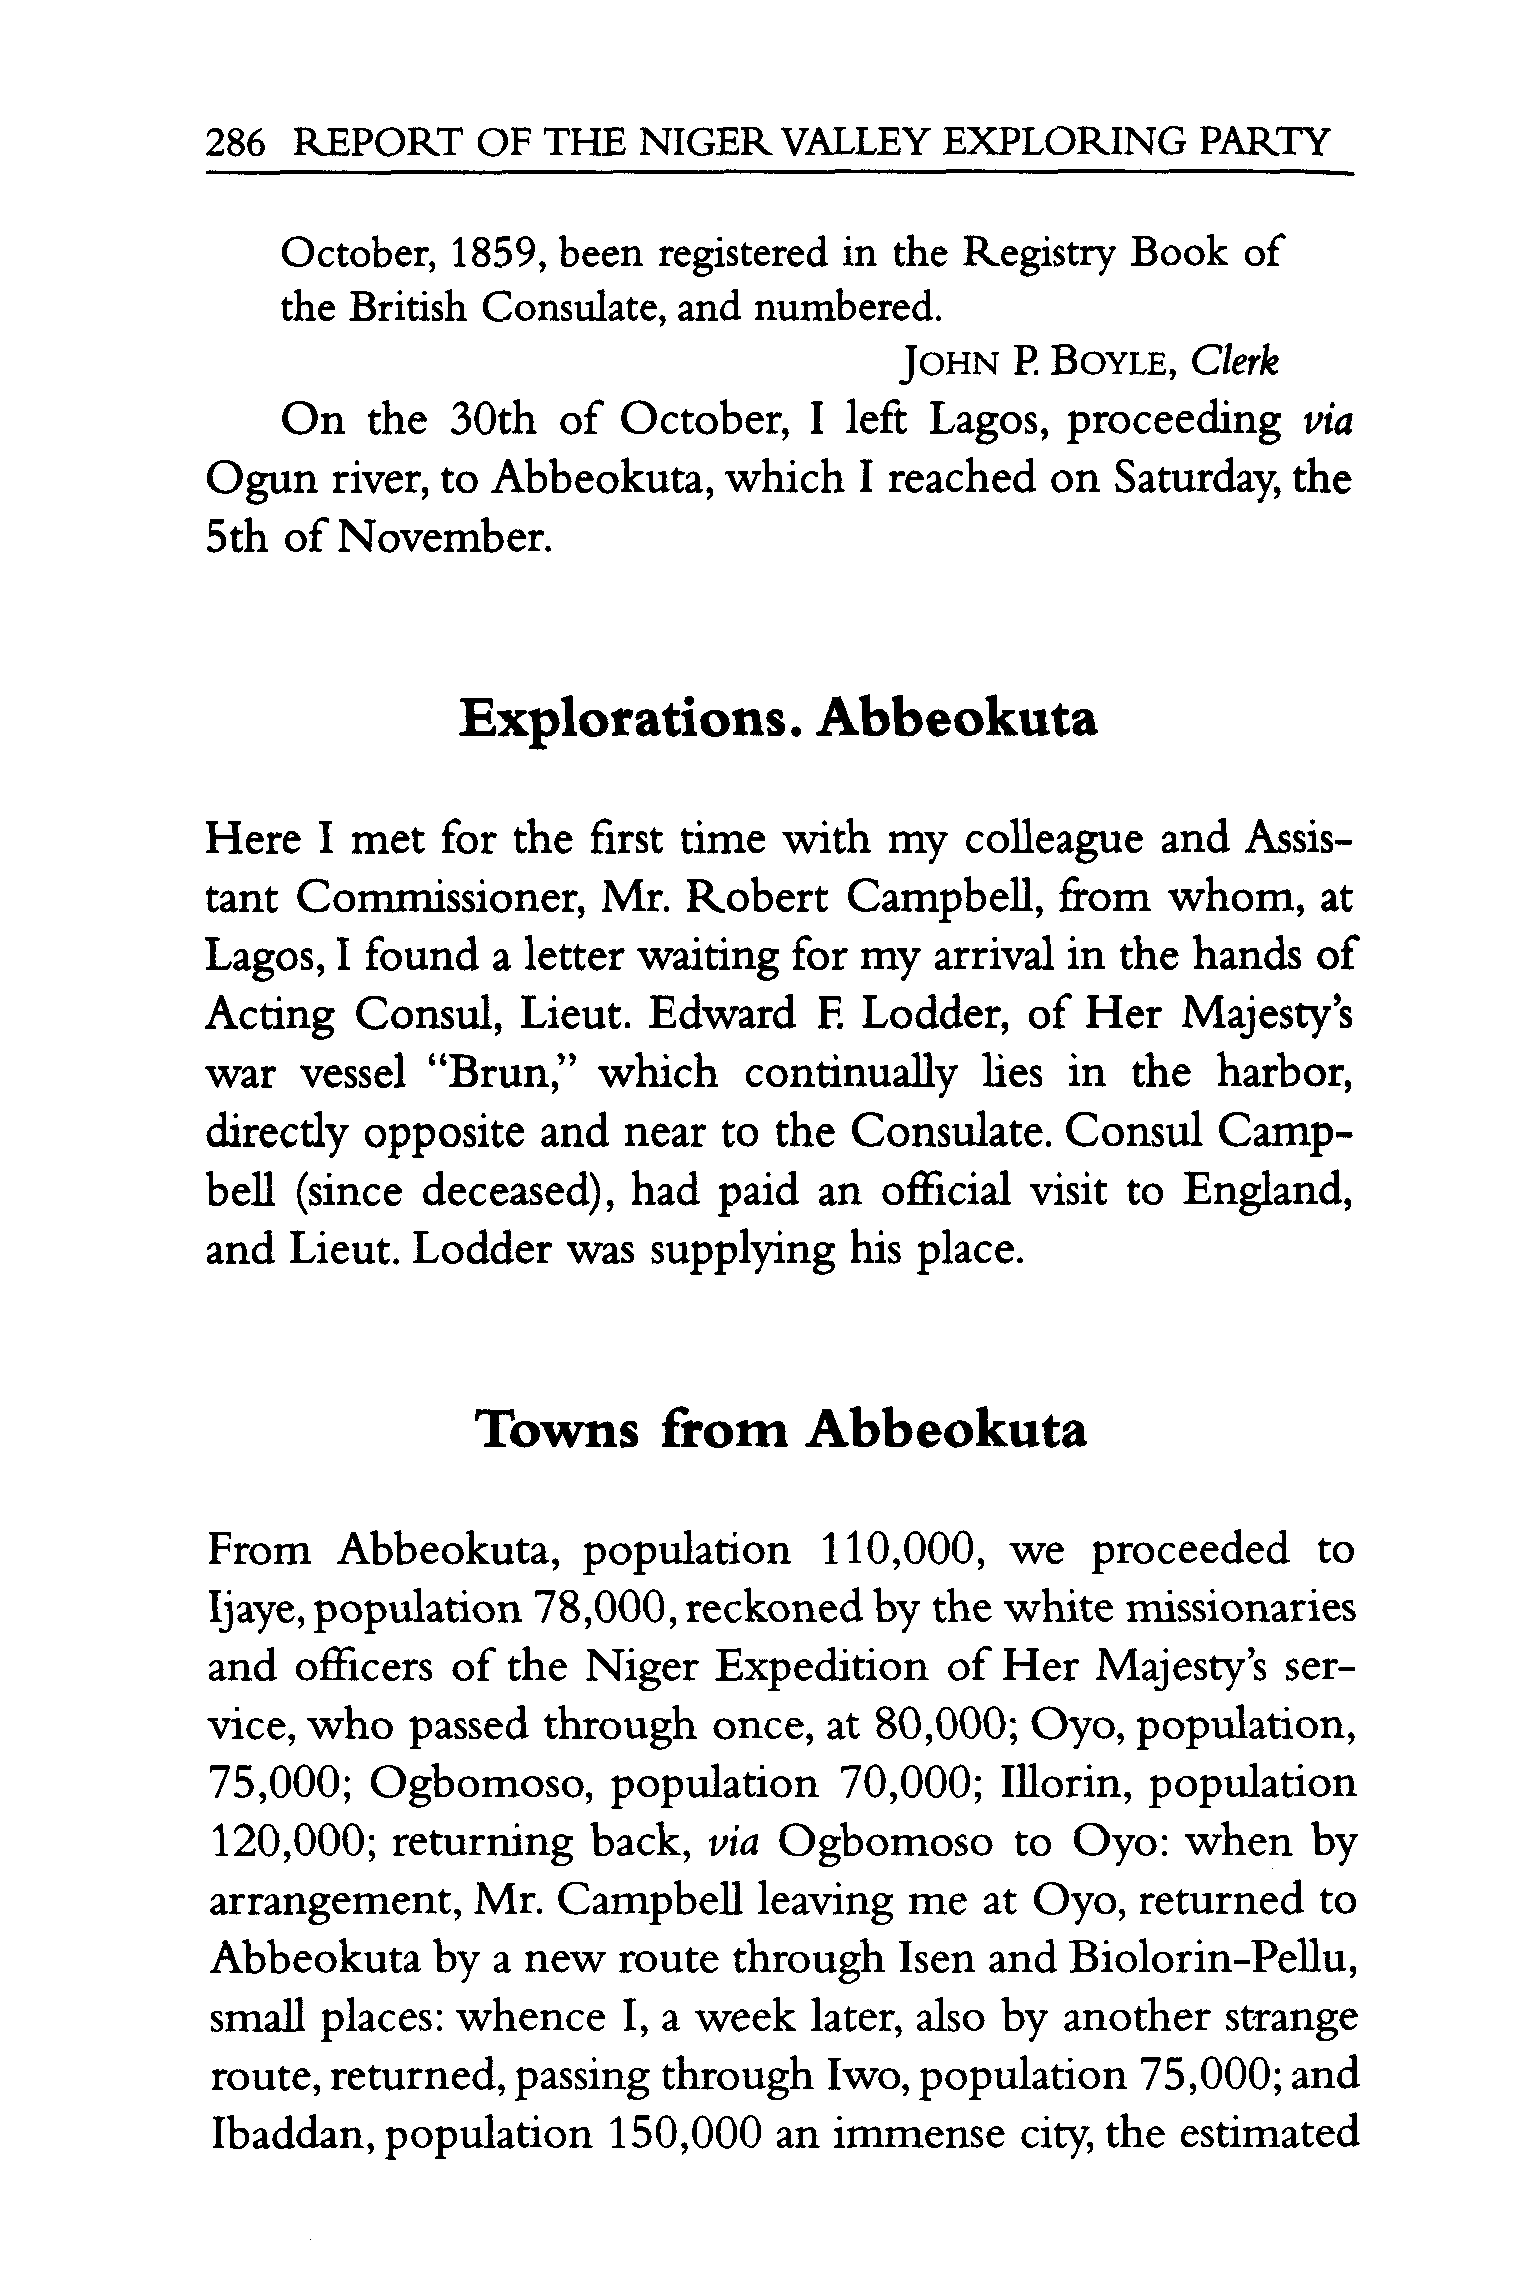 286 REPORT OF THE NIGER VALLEY EXPLORING PARTY
October, 1859, been registered in the Registry Book of
the British Consulate, and numbered.
JOHN P. BOYLE, Clerk
On the 30th of October, I left Lagos, proceeding via
Ogun river, to Abbeokuta, which I reached on Saturday, the
5th of November.
Explorations. Abbeokuta
Here I met for the first time with my colleague and Assis-
tant Commissioner, Mr. Robert Campbell, from whom, at
Lagos, I found a letter waiting for my arrival in the hands of
Acting Consul, Lieut. Edward F. Lodder, of Her Majesty's
war vessel "Brun," which continually lies in the harbor,
directly opposite and near to the Consulate. Consul Camp-
bell (since deceased), had paid an official visit to England,
and Lieut. Lodder was supplying his place.
Towns from Abbeokuta
From Abbeokuta, population 110,000, we proceeded to
Ijaye, population 78,000, reckoned by the white missionaries
and officers of the Niger Expedition of Her Majesty's ser-
vice, who passed through once, at 80,000; Oyo, population,
75,000; Ogbomoso, population 70,000; Illorin, population
120,000; returning back, via Ogbomoso to Oyo: when by
arrangement, Mr. Campbell leaving me at Oyo, returned to
Abbeokuta by a new route through Isen and Biolorin-Pellu,
small places: whence I, a week later, also by another strange
route, returned, passing through Iwo, population 75,000; and
Ibaddan, population 150,000 an immense city, the estimated